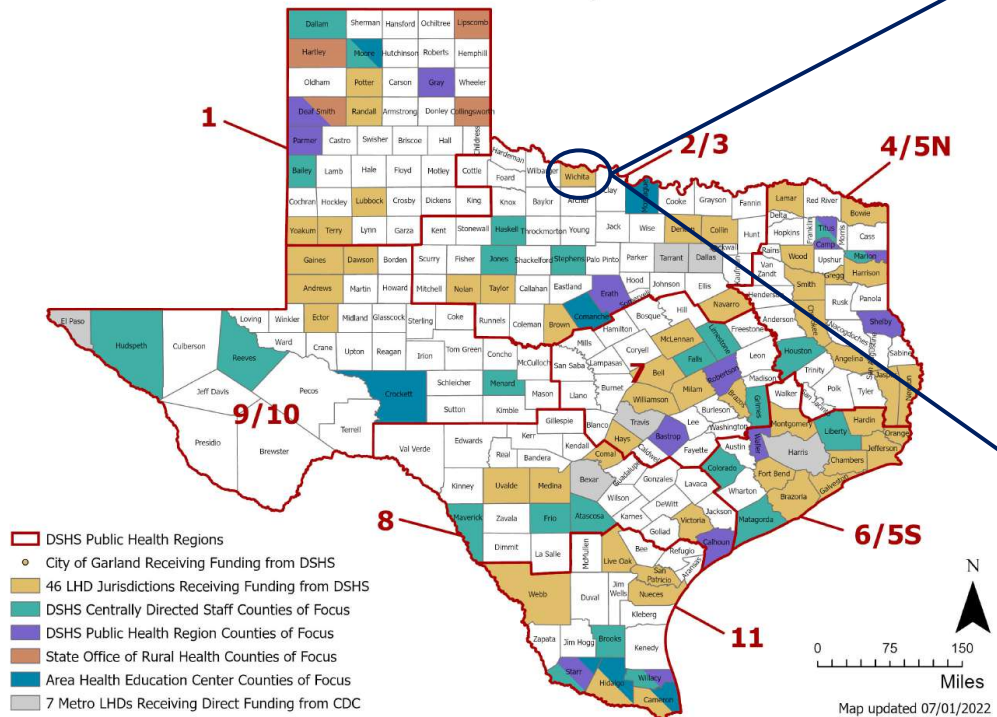 Dallam Sherman Hansford Ochiltree Lipscomb
Hartley Moore Hutchinson Roberts Hemphill
Oldham Potter Carson Gray Wheeler
Deaf Smith Randall Armstrong Donley Collingsworth
1
Parmer Castro Swisher Briscoe Hall Childress
Hardeman
2/3
4/5N
Bailey Lamb Hale Floyd Motley Cottle Foard Wilbarger Wichita Clay
Cochran Hockley Lubbock Crosby Dickens King Knox Baylor Archer Montague Cooke Grayson Fannin Lamar Red River Bowie
Delta Hopkins Franklin Titus Camp Morris Cass
Yoakum Terry Lynn Garza Kent Stonewall Haskell Throckmorton Young Jack Wise Denton Collin Rockwall Hunt Rains Wood Upshur Marion
Gaines Dawson Borden Scurry Fisher Jones Shackelford Stephens Palo Pinto Parker Tarrant Dallas Kaufman Van Zandt Gregg Harrison
Andrews Martin Howard Mitchell Nolan Taylor Callahan Eastland Erath Hood Somervell Johnson Ellis Henderson Smith Rusk Panola
El Paso Hudspeth Culberson Loving Winkler Ector Midland Glasscock Sterling Coke Runnels Coleman Brown Comanche Bosque Hill Navarro Anderson Cherokee Nacogdoches Shelby
Reeves Ward Crane Upton Reagan Irion Tom Green Concho McCulloch Mills Hamilton Coryell McLennan Limestone Freestone Houston Angelina San Augustine Sabine
Jeff Davis Pecos Crockett Schleicher Menard Mason San Saba Lampasas 7 Bell Falls Robertson Leon Madison Trinity Polk Tyler Jasper
9/10
Presidio Brewster Terrell Sutton Kimble Llano Burnet Williamson Milam Brazos Grimes Walker San Jacinto Hardin
Val Verde Edwards Kerr Gillespie Blanco Travis Lee Burleson Washington Montgomery Liberty Orange
Real Bandera Kendall Hays Caldwell Bastrop Fayette Austin Waller Harris Chambers Jefferson
Kinney Uvalde Medina Bexar Comal Guadalupe Gonzales Lavaca Colorado Fort Bend Galveston
8
Maverick Zavala Frio Atascosa Wilson DeWitt Jackson Wharton Brazoria
6/5S
Dimmit La Salle McMullen Karnes Goliad Victoria Calhoun Matagorda
Webb Duval Live Oak Bee Refugio Aransas San Patricio
Jim Wells Nueces Kleberg
11
Zapata Jim Hogg Brooks Kenedy
Starr Hidalgo Willacy Cameron
DSHS Public Health Regions
City of Garland Receiving Funding from DSHS
46 LHD Jurisdictions Receiving Funding from DSHS
DSHS Centrally Directed Staff Counties of Focus
DSHS Public Health Region Counties of Focus
State Office of Rural Health Counties of Focus
Area Health Education Center Counties of Focus
7 Metro LHDs Receiving Direct Funding from CDC
N
0 75 150
Miles
Map updated 07/01/2022